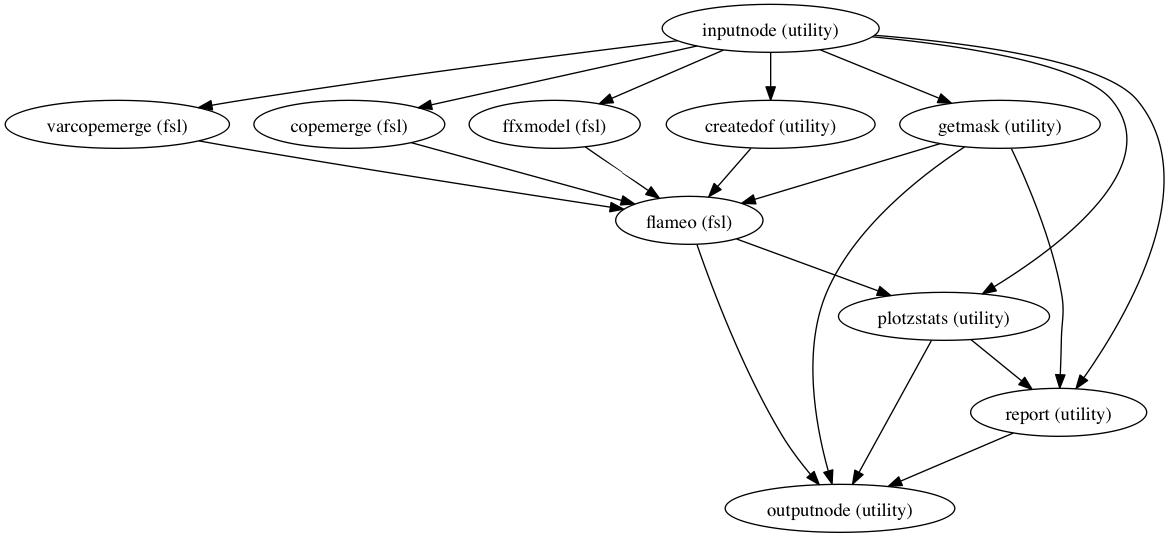 inputnode (utility)
varcopemerge (fsl)
copemerge (fsl)
ffxmodel (fsl)
createdof (utility)
getmask (utility)
flameo (fsl)
plotzstats (utility)
report (utility)
outputnode (utility)